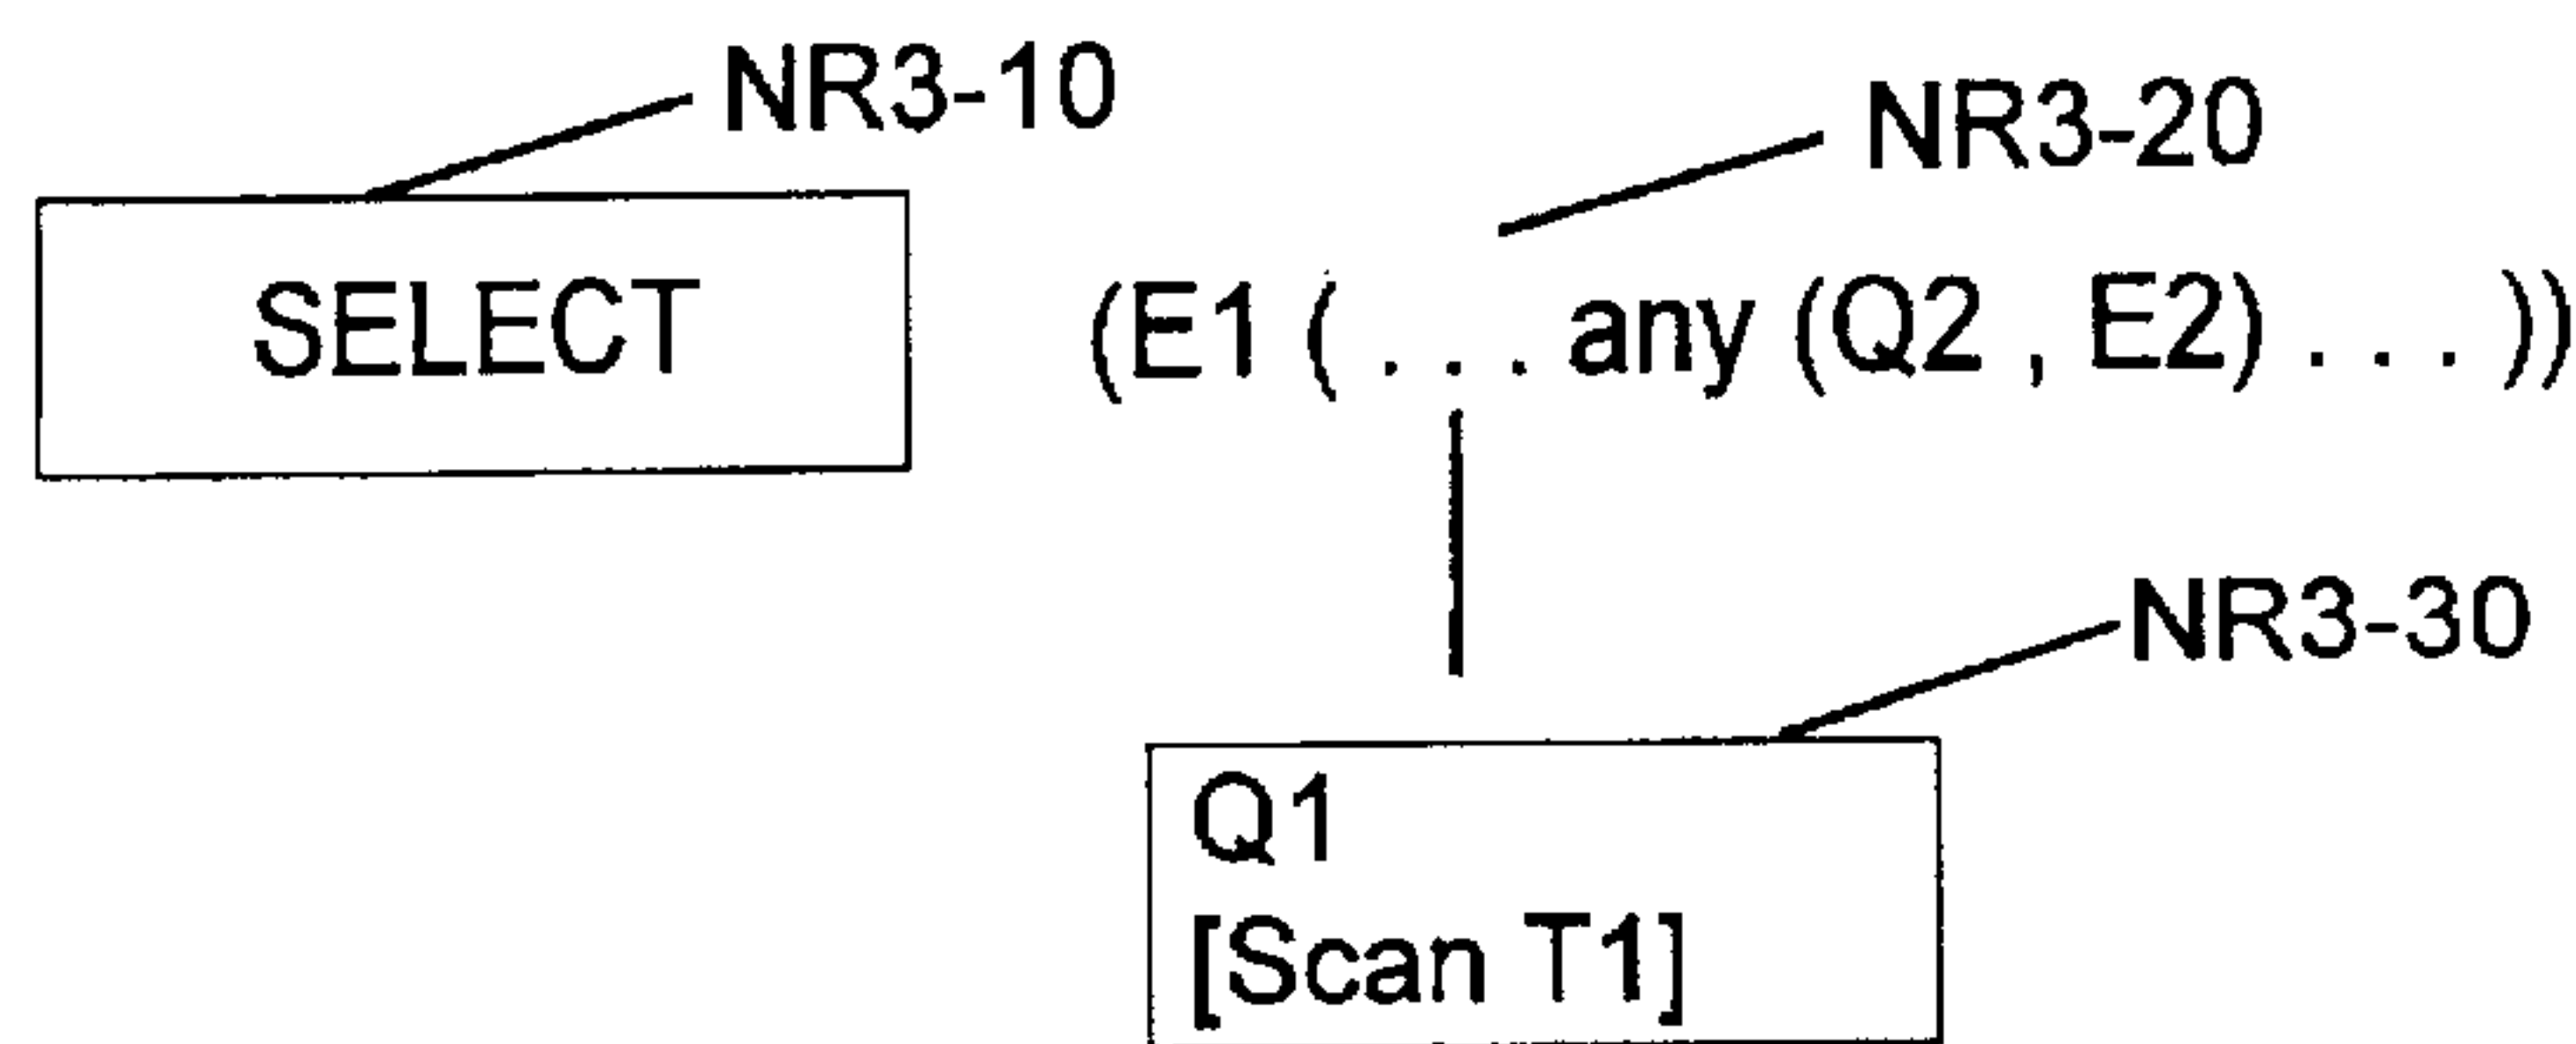 NR3-10
NR3-20
SELECT (E1 ( . . . any (Q2 , E2) . . . ))
NR3-30
Q1
[Scan T1]